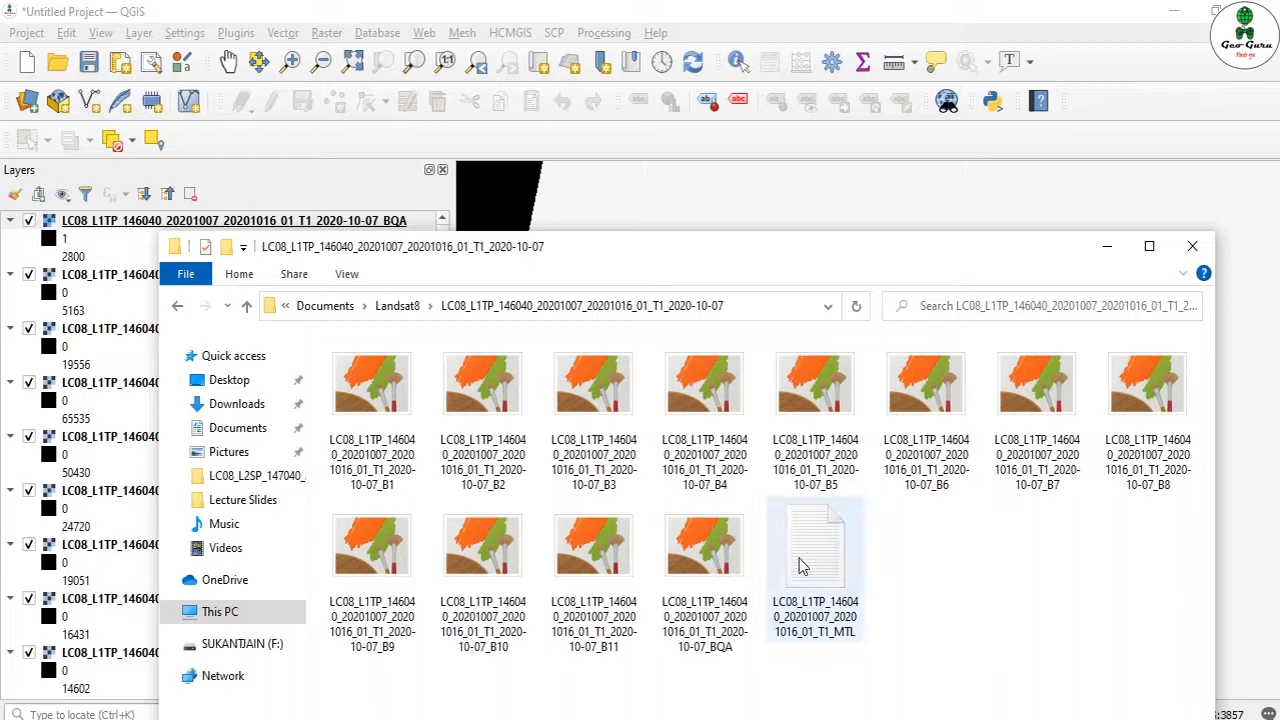 *Untitled Project — QGIS
Project Edit View Layer Settings Plugins Vector Raster Database Web Mesh HCMGIS SCP Processing Help
Geo Guru
Layers
LC08_L1TP_146040_20201007_20201016_01_T1_2020-10-07_BQA
1
2800
LC08_L1TP_146040
0
5163
LC08_L1TP_146040
0
19556
LC08_L1TP_146040
0
65535
LC08_L1TP_146040
0
50430
LC08_L1TP_146040
0
24720
LC08_L1TP_146040
0
19051
LC08_L1TP_146040
0
16431
LC08_L1TP_146040
0
14602
Type to locate (Ctrl+K)
:3857
LC08_L1TP_146040_20201007_20201016_01_T1_2020-10-07
File Home Share View
« Documents › Landsat8 › LC08_L1TP_146040_20201007_20201016_01_T1_2020-10-07
Search LC08_L1TP_146040_20201007_20201016_01_T1_2...
Quick access
Desktop
Downloads
Documents
Pictures
LC08_L2SP_147040_
Lecture Slides
Music
Videos
OneDrive
This PC
SUKANTJAIN (F:)
Network
LC08_L1TP_14604
0_20201007_2020
1016_01_T1_2020-
10-07_B1
LC08_L1TP_14604
0_20201007_2020
1016_01_T1_2020-
10-07_B2
LC08_L1TP_14604
0_20201007_2020
1016_01_T1_2020-
10-07_B3
LC08_L1TP_14604
0_20201007_2020
1016_01_T1_2020-
10-07_B4
LC08_L1TP_14604
0_20201007_2020
1016_01_T1_2020-
10-07_B5
LC08_L1TP_14604
0_20201007_2020
1016_01_T1_2020-
10-07_B6
LC08_L1TP_14604
0_20201007_2020
1016_01_T1_2020-
10-07_B7
LC08_L1TP_14604
0_20201007_2020
1016_01_T1_2020-
10-07_B8
LC08_L1TP_14604
0_20201007_2020
1016_01_T1_2020-
10-07_B9
LC08_L1TP_14604
0_20201007_2020
1016_01_T1_2020-
10-07_B10
LC08_L1TP_14604
0_20201007_2020
1016_01_T1_2020-
10-07_B11
LC08_L1TP_14604
0_20201007_2020
1016_01_T1_2020-
10-07_BQA
LC08_L1TP_14604
0_20201007_2020
1016_01_T1_MTL